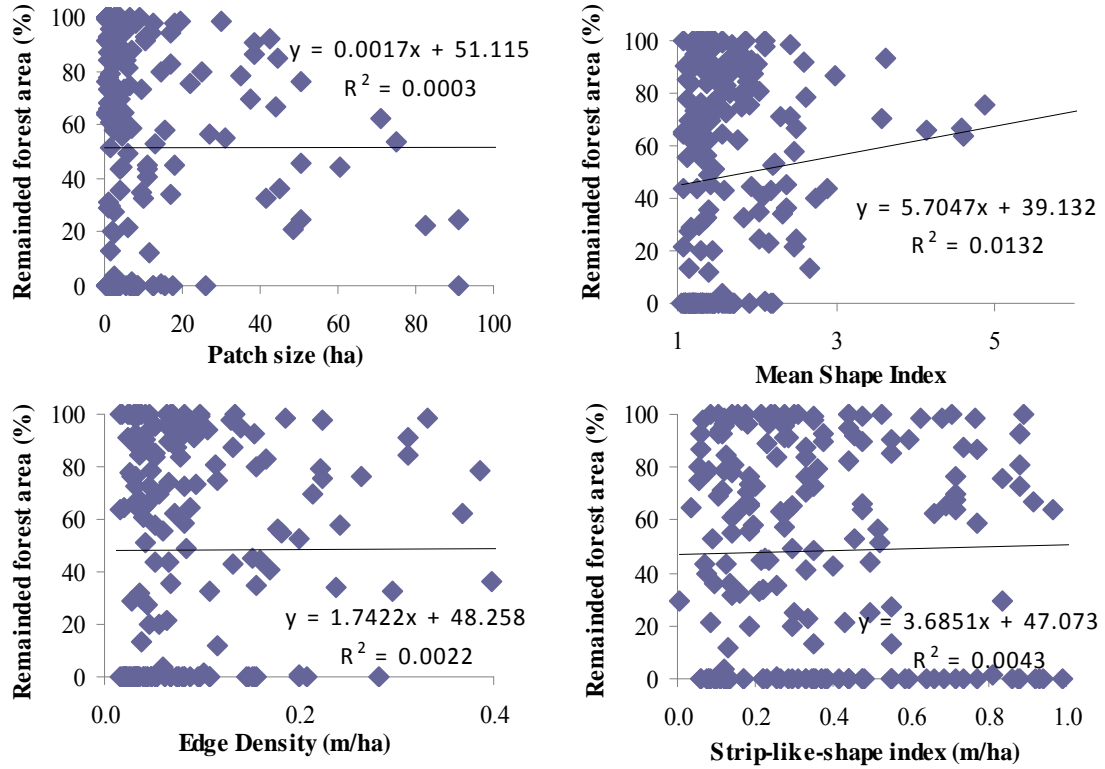 Remainded forest area (%)
100
80
60
40
20
0
y = 0.0017x + 51.115
R² = 0.0003
0 20 40 60 80 100
Patch size (ha)
Remainded forest area (%)
100
80
60
40
20
0
y = 5.7047x + 39.132
R² = 0.0132
1 3 5
Mean Shape Index
Remainded forest area (%)
100
80
60
40
20
0
y = 1.7422x + 48.258
R² = 0.0022
0.0 0.2 0.4
Edge Density (m/ha)
Remainded forest area (%)
100
80
60
40
20
0
y = 3.6851x + 47.073
R² = 0.0043
0.0 0.2 0.4 0.6 0.8 1.0
Strip-like-shape index (m/ha)